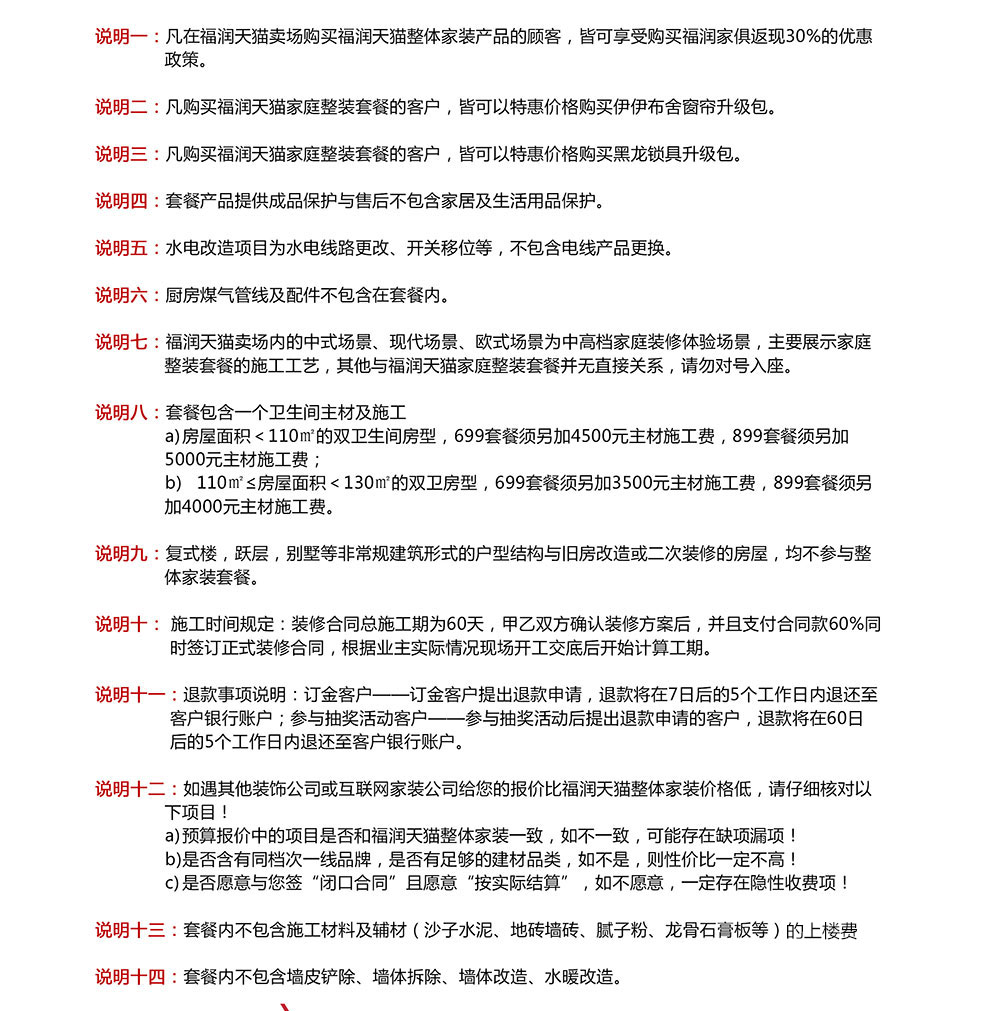 说明一：凡在福润天猫卖场购买福润天猫整体家装产品的顾客，皆可享受购买福润家俱返现30%的优惠
政策。
说明二：凡购买福润天猫家庭整装套餐的客户，皆可以特惠价格购买伊伊布舍窗帘升级包。
说明三：凡购买福润天猫家庭整装套餐的客户，皆可以特惠价格购买黑龙锁具升级包。
说明四：套餐产品提供成品保护与售后不包含家居及生活用品保护。
说明五：水电改造项目为水电线路更改、开关移位等，不包含电线产品更换。
说明六：厨房煤气管线及配件不包含在套餐内。
说明七：福润天猫卖场内的中式场景、现代场景、欧式场景为中高档家庭装修体验场景，主要展示家庭
整装套餐的施工工艺，其他与福润天猫家庭整装套餐并无直接关系，请勿对号入座。
说明八：套餐包含一个卫生间主材及施工
a)房屋面积＜110㎡的双卫生间房型，699套餐须另加4500元主材施工费，899套餐须另加
5000元主材施工费；
b) 110㎡≤房屋面积＜130㎡的双卫房型，699套餐须另加3500元主材施工费，899套餐须另
加4000元主材施工费。
说明九：复式楼，跃层，别墅等非常规建筑形式的户型结构与旧房改造或二次装修的房屋，均不参与整
体家装套餐。
说明十： 施工时间规定：装修合同总施工期为60天，甲乙双方确认装修方案后，并且支付合同款60%同
时签订正式装修合同，根据业主实际情况现场开工交底后开始计算工期。
说明十一：退款事项说明：订金客户——订金客户提出退款申请，退款将在7日后的5个工作日内退还至
客户银行账户；参与抽奖活动客户——参与抽奖活动后提出退款申请的客户，退款将在60日
后的5个工作日内退还至客户银行账户。
说明十二：如遇其他装饰公司或互联网家装公司给您的报价比福润天猫整体家装价格低，请仔细核对以
下项目！
a)预算报价中的项目是否和福润天猫整体家装一致，如不一致，可能存在缺项漏项！
b)是否含有同档次一线品牌，是否有足够的建材品类，如不是，则性价比一定不高！
c)是否愿意与您签“闭口合同”且愿意“按实际结算”，如不愿意，一定存在隐性收费项！
说明十三：套餐内不包含施工材料及辅材（沙子水泥、地砖墙砖、腻子粉、龙骨石膏板等）的上楼费
说明十四：套餐内不包含墙皮铲除、墙体拆除、墙体改造、水暖改造。